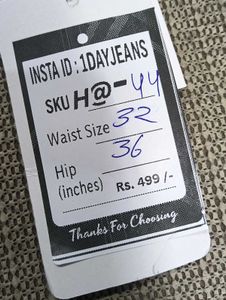 INSTA ID : 1DAYJEANS
SKU H@-44
Waist Size 32
Hip 36
(inches) Rs. 499 /-
Thanks For Choosing